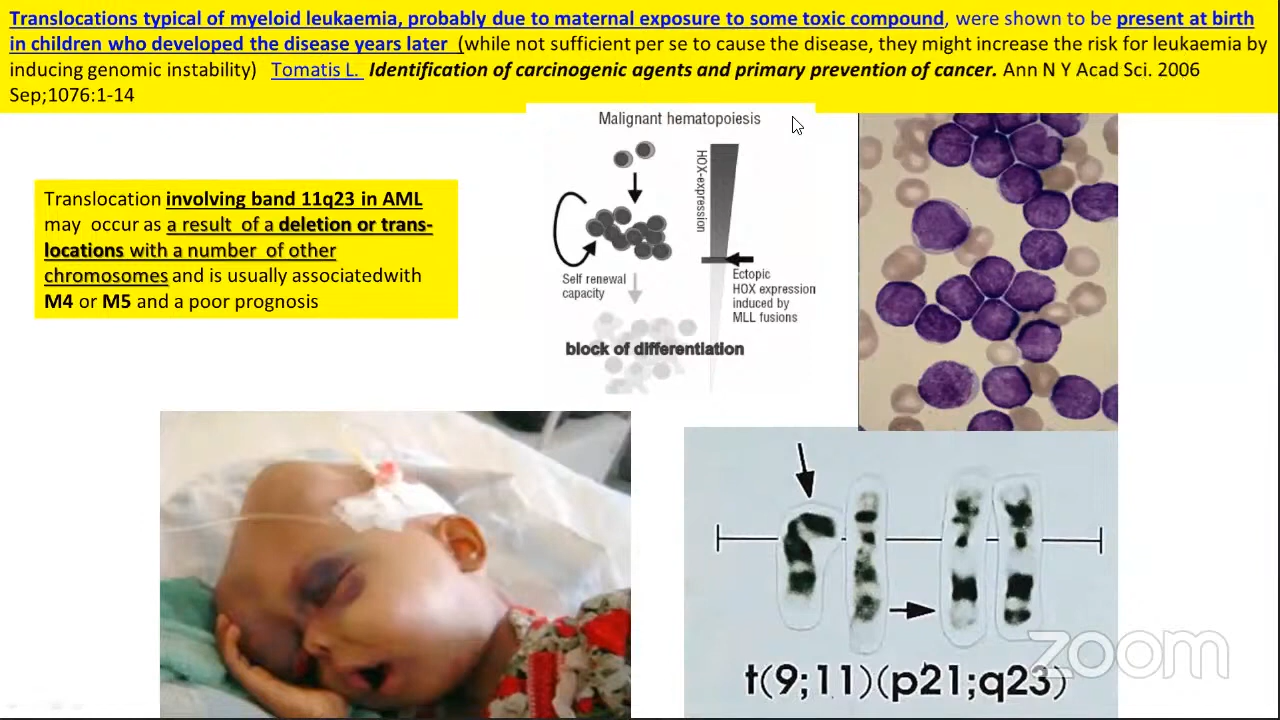 Translocations typical of myeloid leukaemia, probably due to maternal exposure to some toxic compound, were shown to be present at birth
in children who developed the disease years later (while not sufficient per se to cause the disease, they might increase the risk for leukaemia by
inducing genomic instability) Tomatis L. Identification of carcinogenic agents and primary prevention of cancer. Ann N Y Acad Sci. 2006
Sep;1076:1-14
Malignant hematopoiesis
HOX-expression
Translocation involving band 11q23 in AML
may occur as a result of a deletion or trans-
locations with a number of other
chromosomes and is usually associatedwith
M4 or M5 and a poor prognosis
Self renewal
capacity
Ectopic
HOX expression
induced by
MLL fusions
block of differentiation
t(9;11)(p21;q23)
zoom